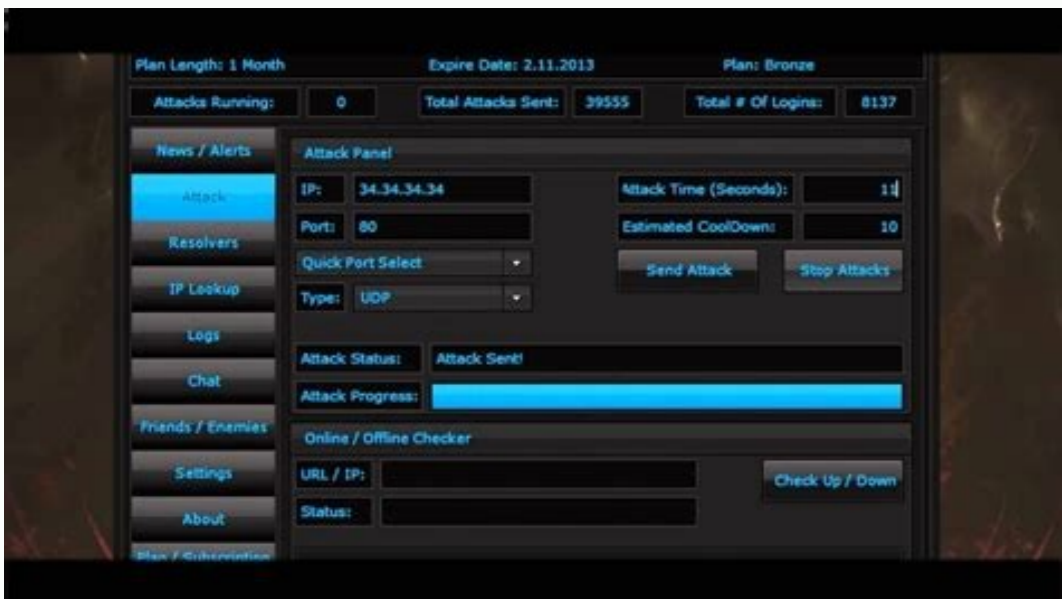 Plan Length: 1 Month Expire Date: 2.11.2013 Plan: Bronze
Attacks Running: 0 Total Attacks Sent: 39555 Total # Of Logins: 8137
News / Alerts
Attack
Resolvers
IP Lookup
Logs
Chat
Friends / Enemies
Settings
About
Plan / Subscription
Attack Panel
IP: 34.34.34.34 Attack Time (Seconds): 11
Port: 80 Estimated CoolDown: 10
Quick Port Select Send Attack Stop Attacks
Type: UDP
Attack Status: Attack Sent!
Attack Progress:
Online / Offline Checker
URL / IP: Check Up / Down
Status: